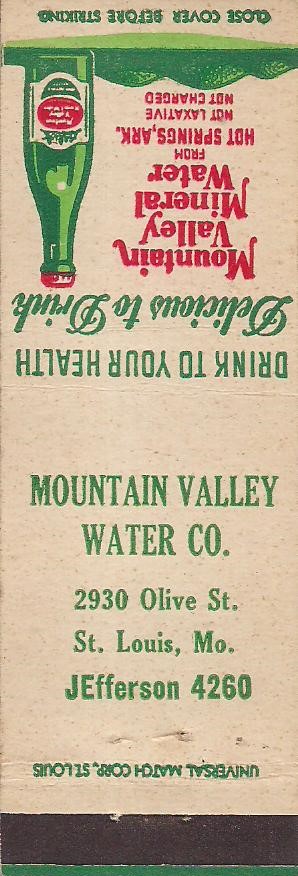 DRINK TO YOUR HEALTH
Delicious to Drink
Mountain
Valley
Mineral
Water
FROM
HOT SPRINGS, ARK.
NOT LAXATIVE
NOT CHARGED
CLOSE COVER BEFORE STRIKING
MOUNTAIN VALLEY
WATER CO.
2930 Olive St.
St. Louis, Mo.
JEfferson 4260
UNIVERSAL MATCH CORP., ST. LOUIS